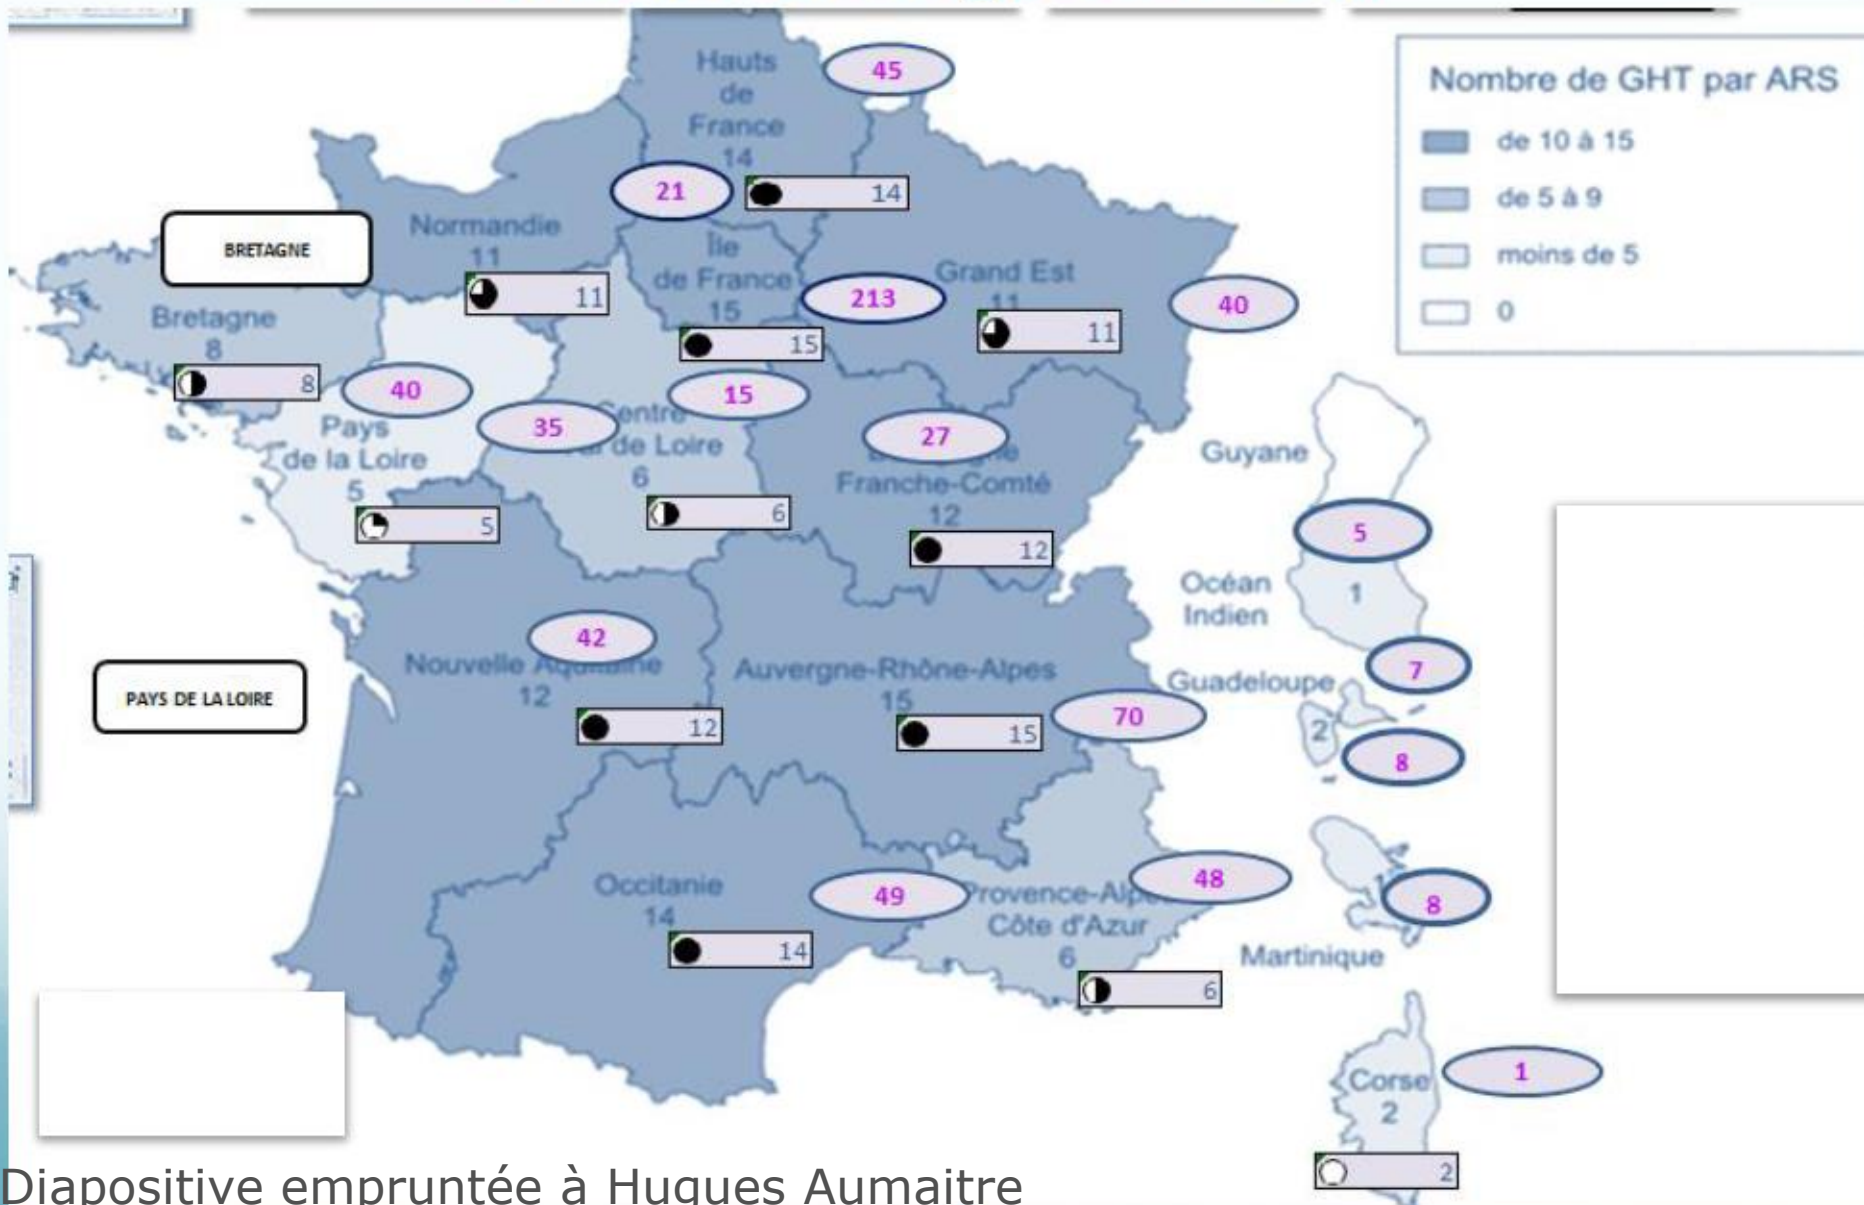 Hauts
de
France
14
45
21
14
Nombre de GHT par ARS
de 10 à 15
de 5 à 9
moins de 5
0
BRETAGNE
Normandie
11
11
Île
de France
15
15
213
Grand Est
11
11
40
Bretagne
8
8
40
Pays
de la Loire
5
5
35
15
Centre
de Loire
6
6
27
Franche-Comté
12
12
Guyane
5
Océan
Indien
1
7
PAYS DE LA LOIRE
42
Nouvelle Aquitaine
12
12
Auvergne-Rhône-Alpes
15
15
70
Guadeloupe
2
8
Occitanie
14
14
49
48
Côte d'Azur
6
6
8
Martinique
Corse
2
1
2
Diapositive empruntée à Hugues Aumaitre